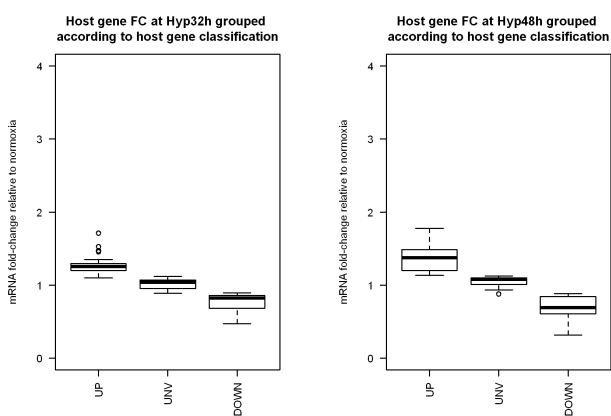 Host gene FC at Hyp32h grouped
according to host gene classification
mRNA fold-change relative to normoxia
4
3
2
1
0
UP
UNV
DOWN
Host gene FC at Hyp48h grouped
according to host gene classification
mRNA fold-change relative to normoxia
4
3
2
1
0
UP
UNV
DOWN